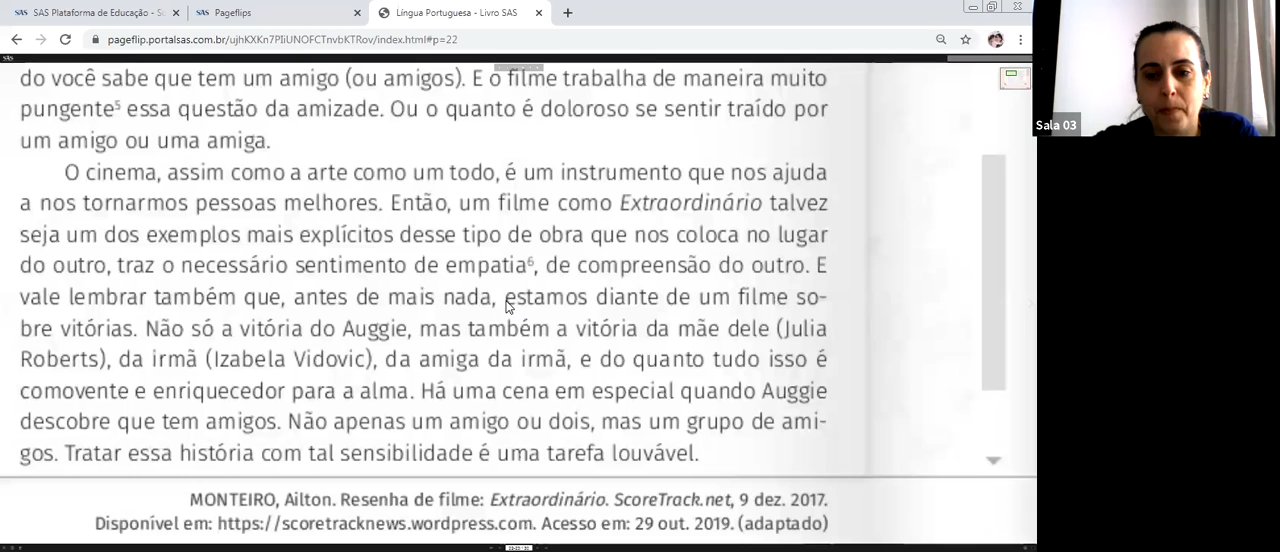 SAS Plataforma de Educação - S
Pageflips
Língua Portuguesa - Livro SAS
pageflip.portalsas.com.br/ujhKXKn7PIiUNOFCTnvbKTRov/index.html#p=22
SAS
do você sabe que tem um amigo (ou amigos). E o filme trabalha de maneira muito
pungente⁵ essa questão da amizade. Ou o quanto é doloroso se sentir traído por
um amigo ou uma amiga.
O cinema, assim como a arte como um todo, é um instrumento que nos ajuda
a nos tornarmos pessoas melhores. Então, um filme como Extraordinário talvez
seja um dos exemplos mais explícitos desse tipo de obra que nos coloca no lugar
do outro, traz o necessário sentimento de empatia⁶, de compreensão do outro. E
vale lembrar também que, antes de mais nada, estamos diante de um filme so-
bre vitórias. Não só a vitória do Auggie, mas também a vitória da mãe dele (Julia
Roberts), da irmã (Izabela Vidovic), da amiga da irmã, e do quanto tudo isso é
comovente e enriquecedor para a alma. Há uma cena em especial quando Auggie
descobre que tem amigos. Não apenas um amigo ou dois, mas um grupo de ami-
gos. Tratar essa história com tal sensibilidade é uma tarefa louvável.
MONTEIRO, Ailton. Resenha de filme: Extraordinário. ScoreTrack.net, 9 dez. 2017.
Disponível em: https://scoretracknews.wordpress.com. Acesso em: 29 out. 2019. (adaptado)
Sala 03